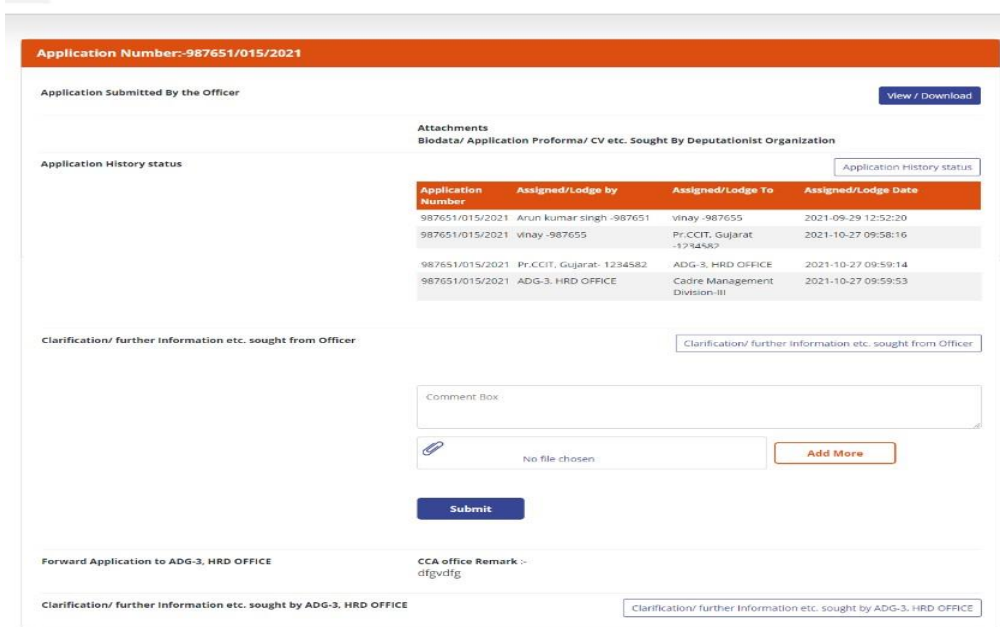 Application Number:-987651/015/2021
Application Submitted By the Officer
View / Download
Attachments
Biodata/ Application Proforma/ CV etc. Sought By Deputationist Organization
Application History status
Application History status
Application Number Assigned/Lodge by Assigned/Lodge To Assigned/Lodge Date
987651/015/2021 Arun kumar singh -987651 vinay -987655 2021-09-29 12:52:20
987651/015/2021 vinay -987655 Pr.CCIT, Gujarat -1234582 2021-10-27 09:58:16
987651/015/2021 Pr.CCIT, Gujarat- 1234582 ADG-3, HRD OFFICE 2021-10-27 09:59:14
987651/015/2021 ADG-3, HRD OFFICE Cadre Management Division-III 2021-10-27 09:59:53
Clarification/ further Information etc. sought from Officer
Clarification/ further Information etc. sought from Officer
Comment Box
No file chosen
Add More
Submit
Forward Application to ADG-3, HRD OFFICE
CCA office Remark :-
dfgvdfg
Clarification/ further Information etc. sought by ADG-3, HRD OFFICE
Clarification/ further Information etc. sought by ADG-3, HRD OFFICE